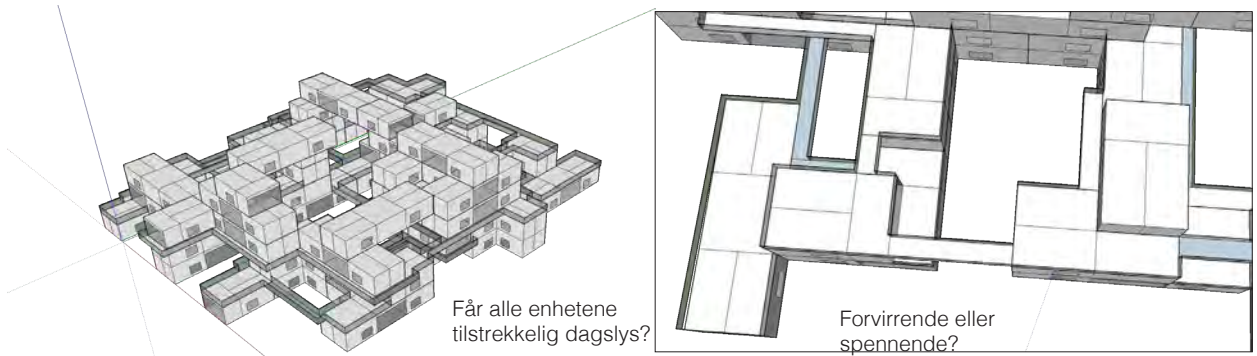 Får alle enhetene
tilstrekkelig dagslys?
Forvirrende eller
spennende?